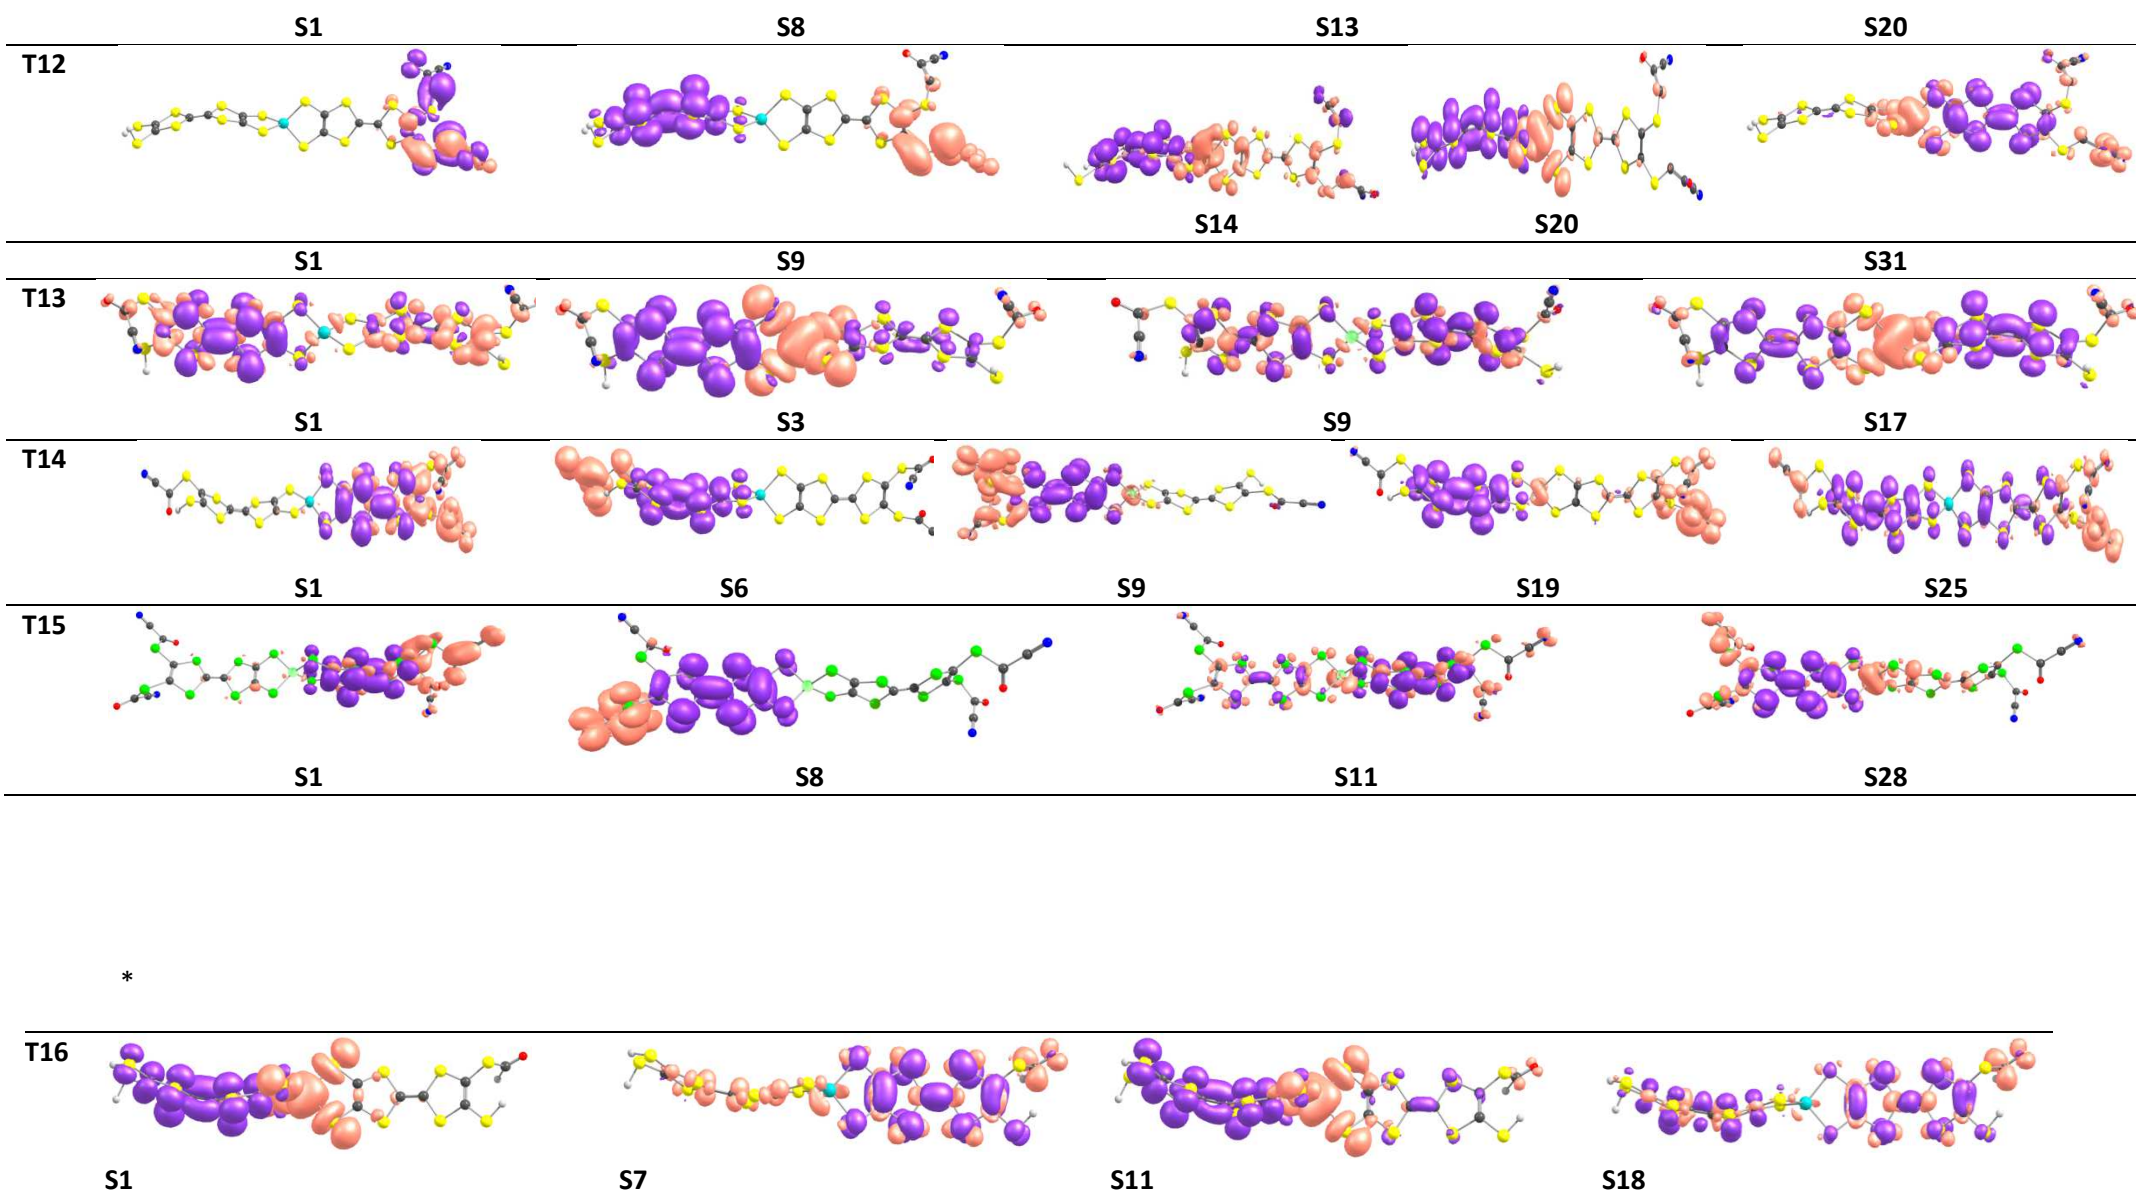 S1 S8 S13 S20
T12
S14 S20
S1 S9 S31
T13
S1 S3 S9 S17
T14
S1 S6 S9 S19 S25
T15
S1 S8 S11 S28
*
T16
S1 S7 S11 S18